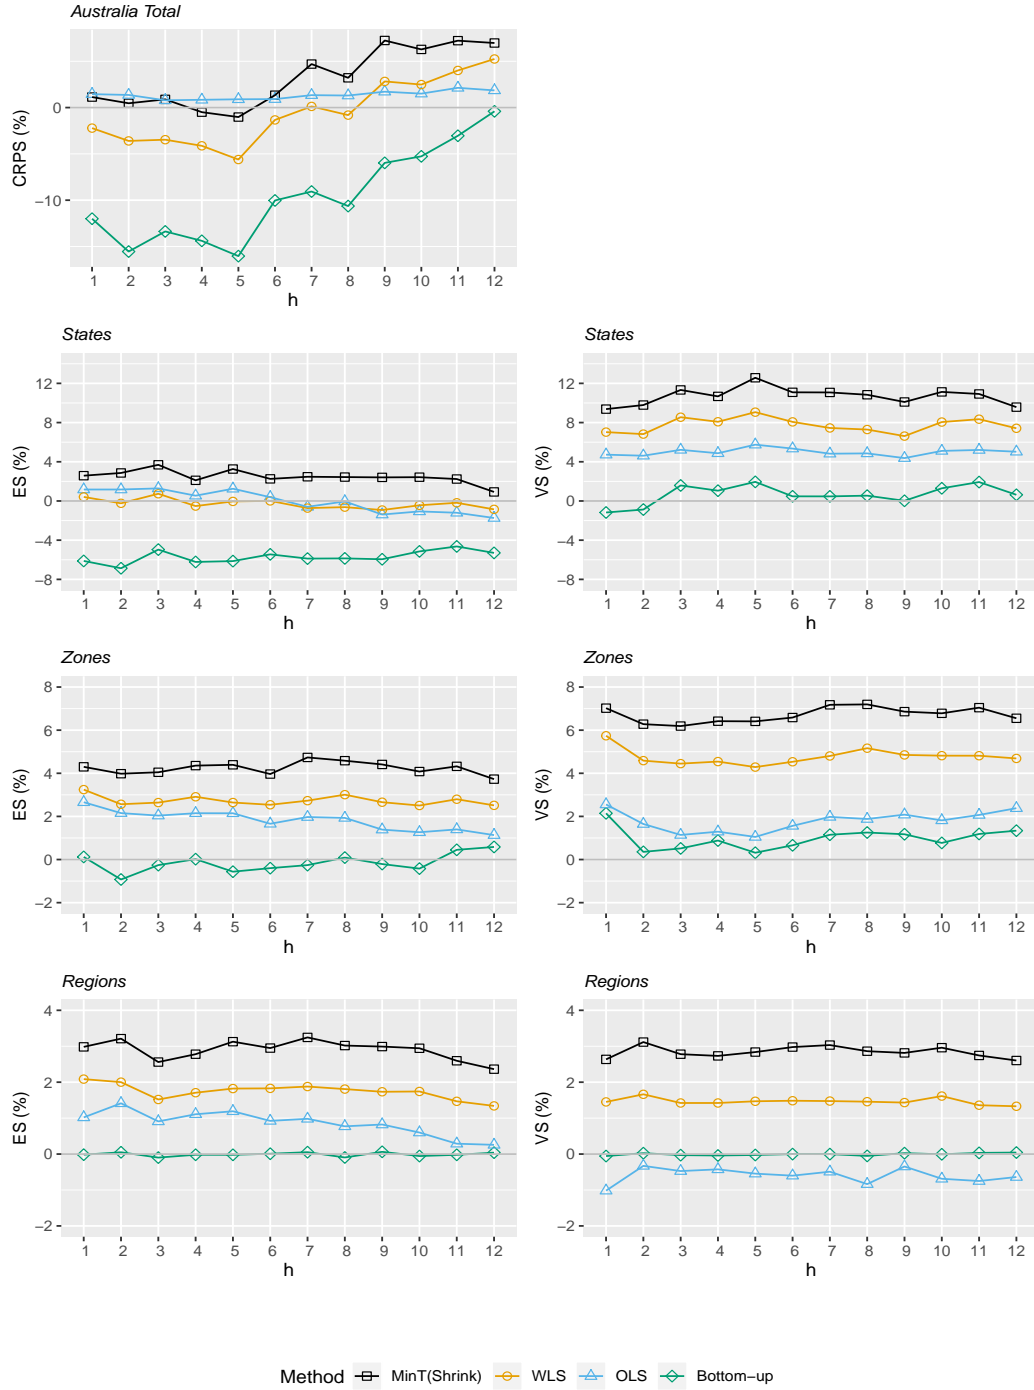 Australia Total
CRPS (%)
0
−10
1 2 3 4 5 6 7 8 9 10 11 12
h
States
ES (%)
12
8
4
0
−4
−8
1 2 3 4 5 6 7 8 9 10 11 12
h
States
VS (%)
12
8
4
0
−4
−8
1 2 3 4 5 6 7 8 9 10 11 12
h
Zones
ES (%)
8
6
4
2
0
−2
1 2 3 4 5 6 7 8 9 10 11 12
h
Zones
VS (%)
8
6
4
2
0
−2
1 2 3 4 5 6 7 8 9 10 11 12
h
Regions
ES (%)
4
2
0
−2
1 2 3 4 5 6 7 8 9 10 11 12
h
Regions
VS (%)
4
2
0
−2
1 2 3 4 5 6 7 8 9 10 11 12
h
Method MinT(Shrink) WLS OLS Bottom−up